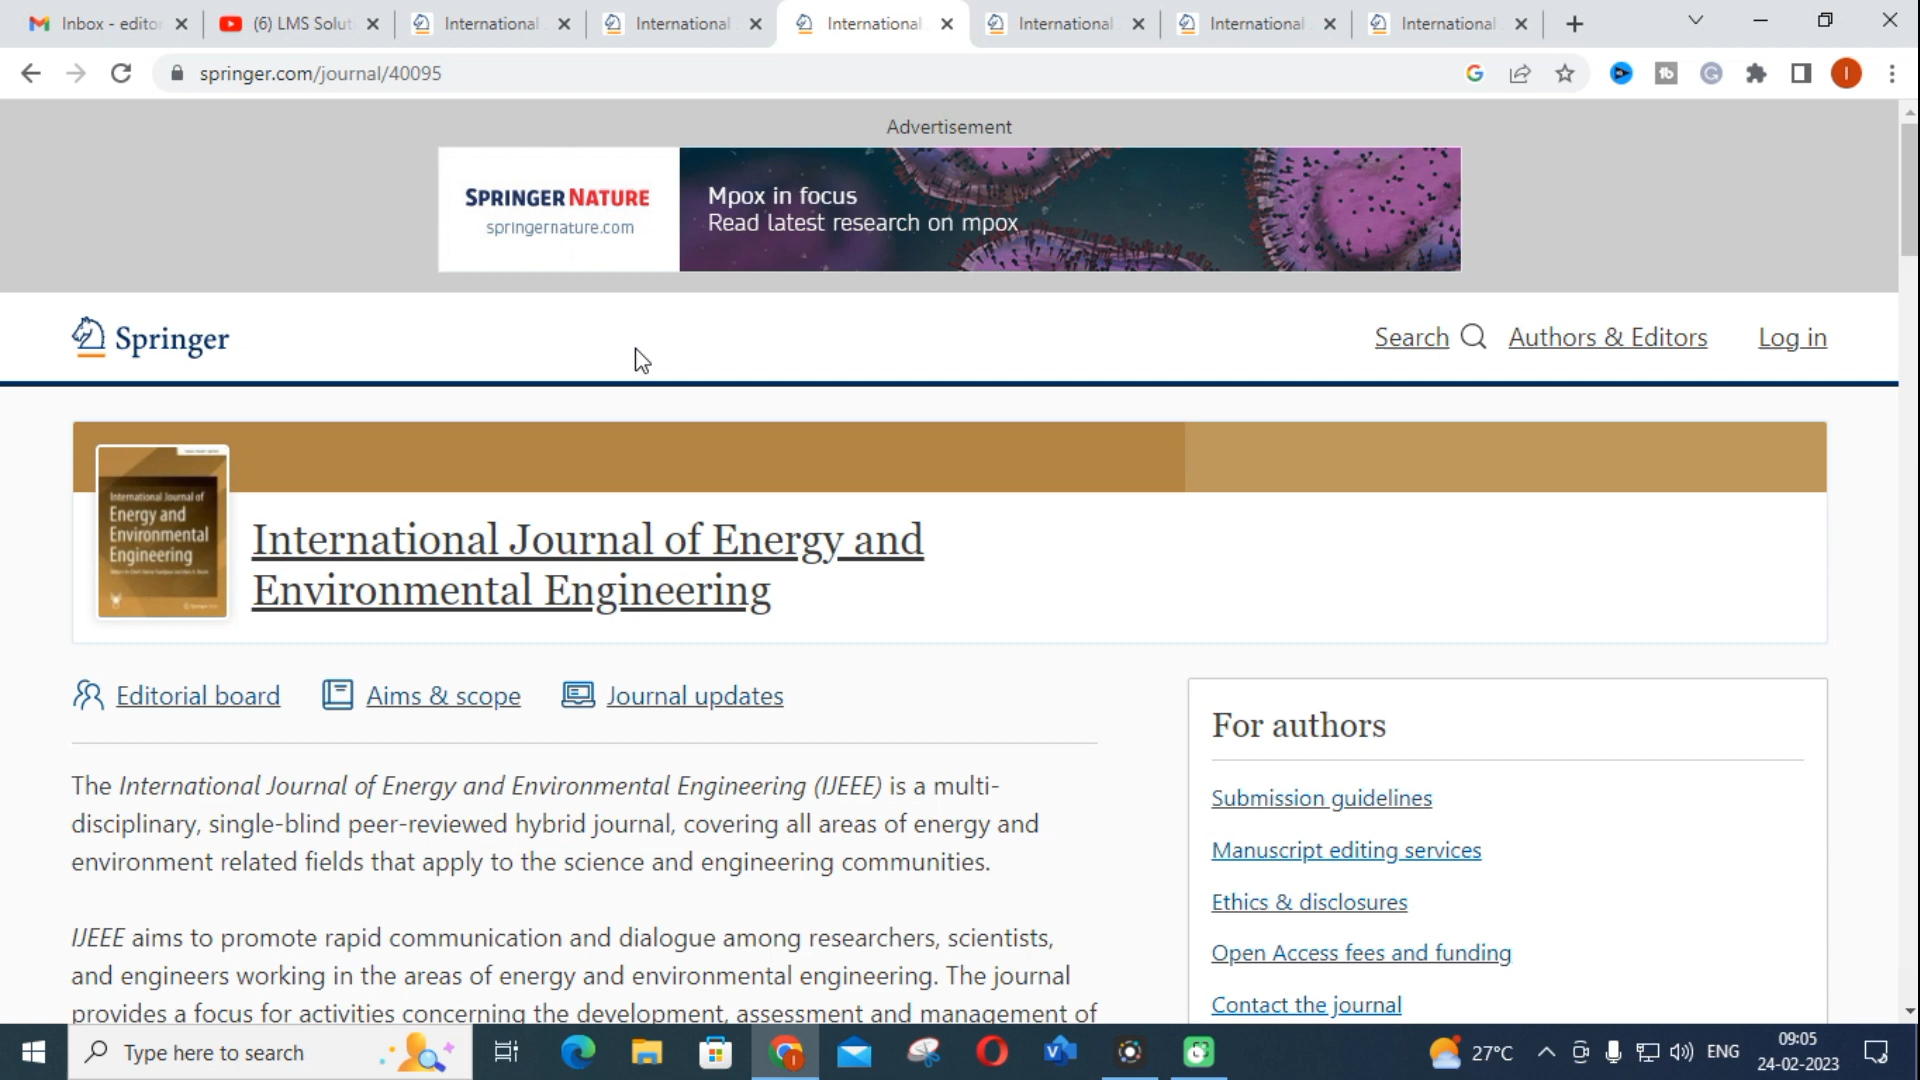 Inbox - editor
(6) LMS Solut
International
International
International
International
International
International
springer.com/journal/40095
Advertisement
SPRINGER NATURE
springernature.com
Mpox in focus
Read latest research on mpox
Springer
Search
Authors & Editors
Log in
International Journal of
Energy and
Environmental
Engineering
International Journal of Energy and
Environmental Engineering
Editorial board
Aims & scope
Journal updates
The International Journal of Energy and Environmental Engineering (IJEEE) is a multi-
disciplinary, single-blind peer-reviewed hybrid journal, covering all areas of energy and
environment related fields that apply to the science and engineering communities.
IJEEE aims to promote rapid communication and dialogue among researchers, scientists,
and engineers working in the areas of energy and environmental engineering. The journal
provides a focus for activities concerning the development, assessment and management of
For authors
Submission guidelines
Manuscript editing services
Ethics & disclosures
Open Access fees and funding
Contact the journal
Type here to search
27°C
ENG
09:05
24-02-2023